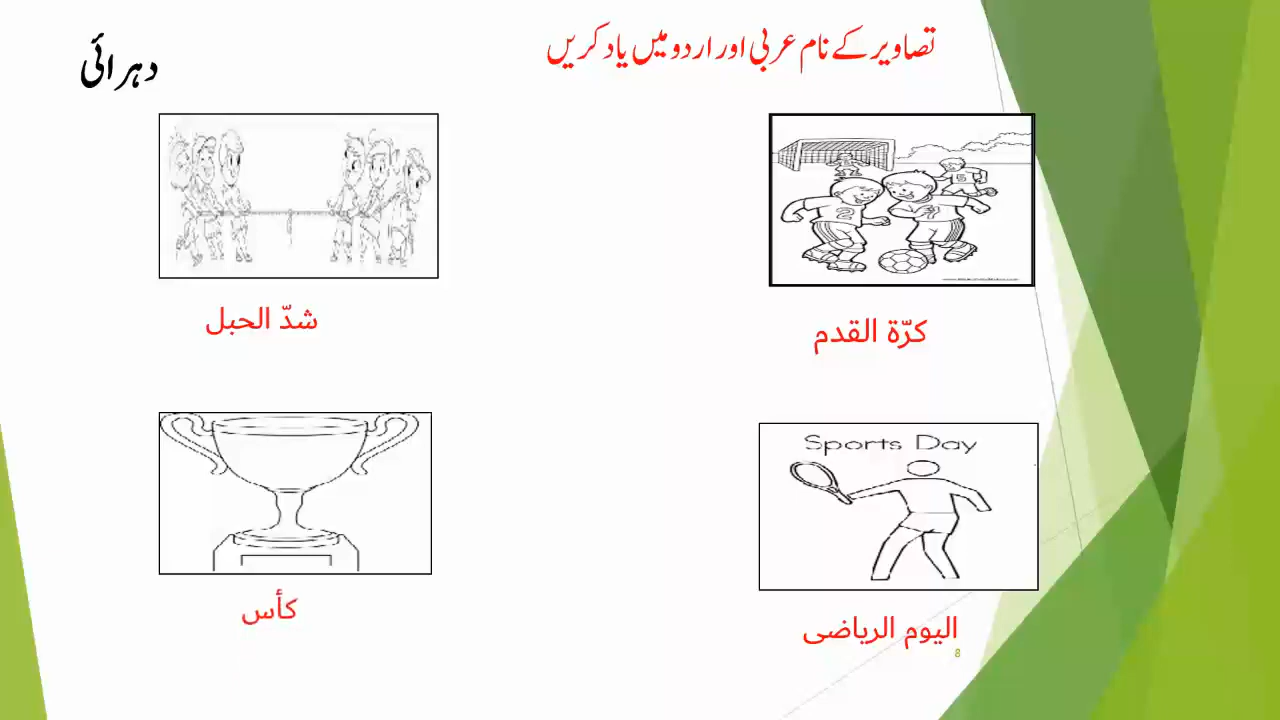 تصاویر کے نام عربی اور اردو میں یاد کریں
دہرائی
كرّة القدم
شدّ الحبل
Sports Day
اليوم الرياضى
كأس
8